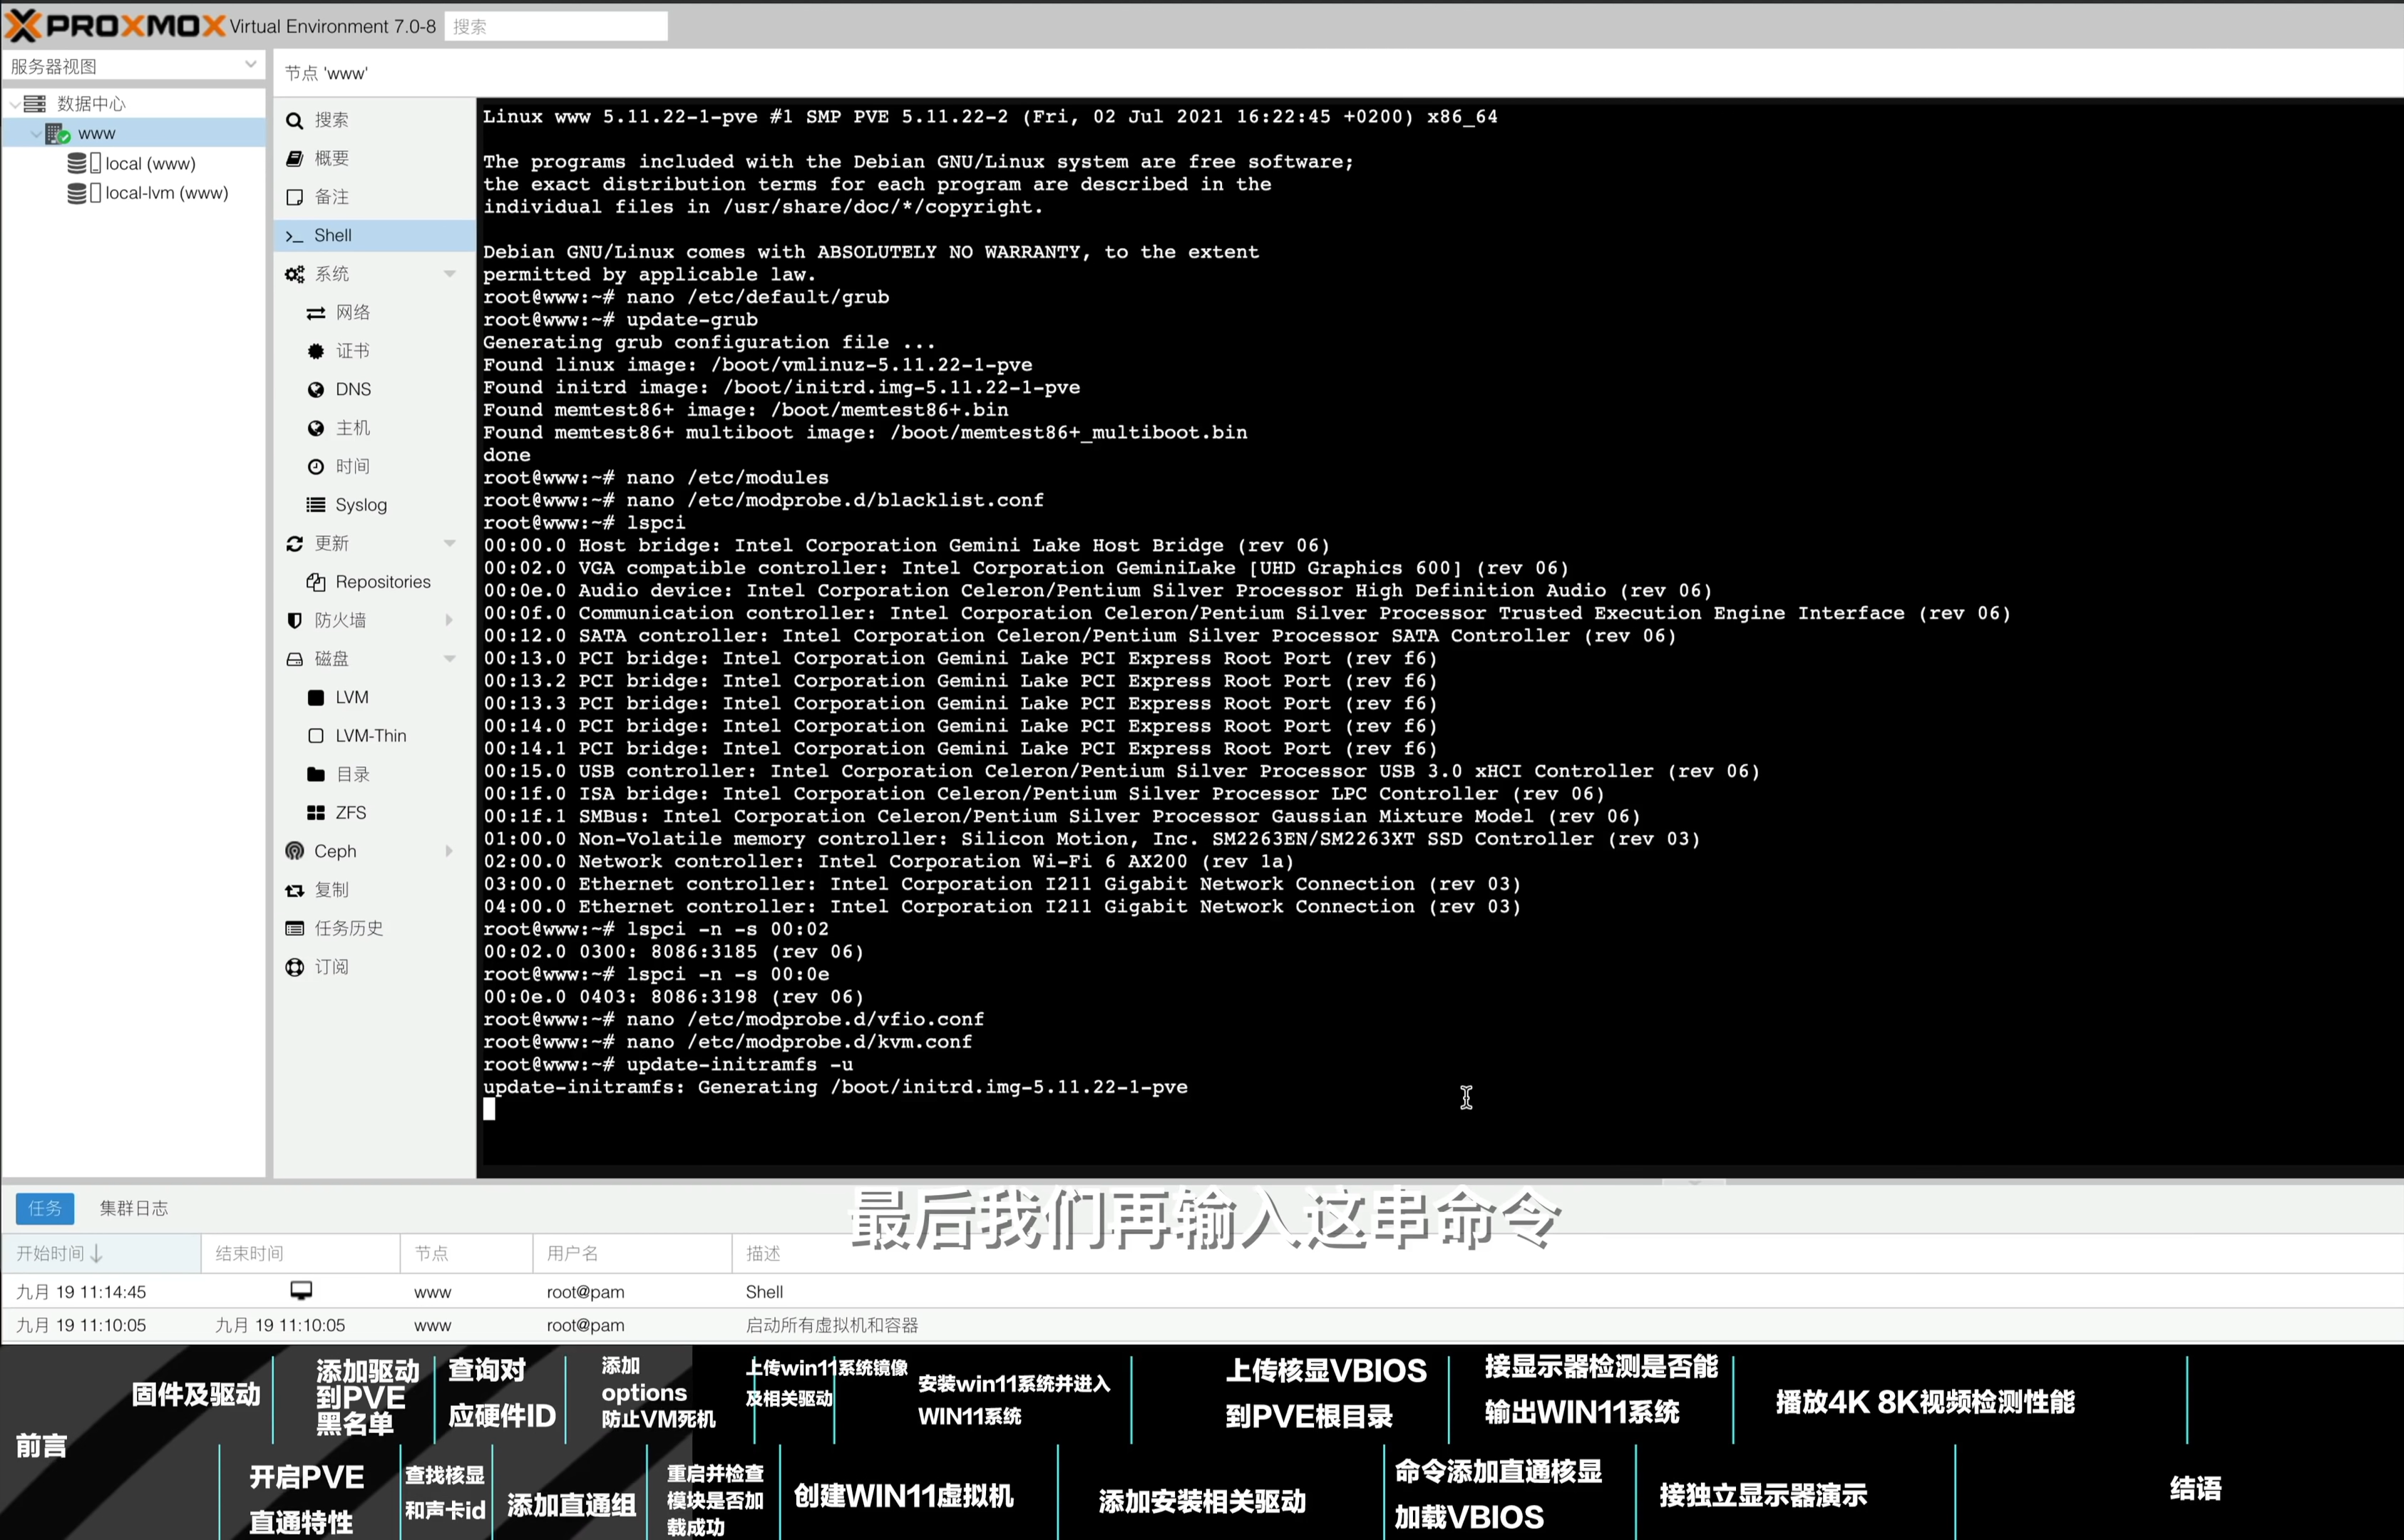 PROXMOX Virtual Environment 7.0-8 搜索
服务器视图
数据中心
www
local (www)
local-lvm (www)
节点 'www'
搜索
概要
备注
Shell
系统
网络
证书
DNS
主机
时间
Syslog
更新
Repositories
防火墙
磁盘
LVM
LVM-Thin
目录
ZFS
Ceph
复制
任务历史
订阅
Linux www 5.11.22-1-pve #1 SMP PVE 5.11.22-2 (Fri, 02 Jul 2021 16:22:45 +0200) x86_64
The programs included with the Debian GNU/Linux system are free software;
the exact distribution terms for each program are described in the
individual files in /usr/share/doc/*/copyright.
Debian GNU/Linux comes with ABSOLUTELY NO WARRANTY, to the extent
permitted by applicable law.
root@www:~# nano /etc/default/grub
root@www:~# update-grub
Generating grub configuration file ...
Found linux image: /boot/vmlinuz-5.11.22-1-pve
Found initrd image: /boot/initrd.img-5.11.22-1-pve
Found memtest86+ image: /boot/memtest86+.bin
Found memtest86+ multiboot image: /boot/memtest86+_multiboot.bin
done
root@www:~# nano /etc/modules
root@www:~# nano /etc/modprobe.d/blacklist.conf
root@www:~# lspci
00:00.0 Host bridge: Intel Corporation Gemini Lake Host Bridge (rev 06)
00:02.0 VGA compatible controller: Intel Corporation GeminiLake [UHD Graphics 600] (rev 06)
00:0e.0 Audio device: Intel Corporation Celeron/Pentium Silver Processor High Definition Audio (rev 06)
00:0f.0 Communication controller: Intel Corporation Celeron/Pentium Silver Processor Trusted Execution Engine Interface (rev 06)
00:12.0 SATA controller: Intel Corporation Celeron/Pentium Silver Processor SATA Controller (rev 06)
00:13.0 PCI bridge: Intel Corporation Gemini Lake PCI Express Root Port (rev f6)
00:13.2 PCI bridge: Intel Corporation Gemini Lake PCI Express Root Port (rev f6)
00:13.3 PCI bridge: Intel Corporation Gemini Lake PCI Express Root Port (rev f6)
00:14.0 PCI bridge: Intel Corporation Gemini Lake PCI Express Root Port (rev f6)
00:14.1 PCI bridge: Intel Corporation Gemini Lake PCI Express Root Port (rev f6)
00:15.0 USB controller: Intel Corporation Celeron/Pentium Silver Processor USB 3.0 xHCI Controller (rev 06)
00:1f.0 ISA bridge: Intel Corporation Celeron/Pentium Silver Processor LPC Controller (rev 06)
00:1f.1 SMBus: Intel Corporation Celeron/Pentium Silver Processor Gaussian Mixture Model (rev 06)
01:00.0 Non-Volatile memory controller: Silicon Motion, Inc. SM2263EN/SM2263XT SSD Controller (rev 03)
02:00.0 Network controller: Intel Corporation Wi-Fi 6 AX200 (rev 1a)
03:00.0 Ethernet controller: Intel Corporation I211 Gigabit Network Connection (rev 03)
04:00.0 Ethernet controller: Intel Corporation I211 Gigabit Network Connection (rev 03)
root@www:~# lspci -n -s 00:02
00:02.0 0300: 8086:3185 (rev 06)
root@www:~# lspci -n -s 00:0e
00:0e.0 0403: 8086:3198 (rev 06)
root@www:~# nano /etc/modprobe.d/vfio.conf
root@www:~# nano /etc/modprobe.d/kvm.conf
root@www:~# update-initramfs -u
update-initramfs: Generating /boot/initrd.img-5.11.22-1-pve
最后我们再输入这串命令
任务 集群日志
开始时间 结束时间 节点 用户名 描述
九月 19 11:14:45 www root@pam Shell
九月 19 11:10:05 九月 19 11:10:05 www root@pam 启动所有虚拟机和容器
前言
固件及驱动
添加驱动
到PVE
黑名单
查询对
应硬件ID
添加
options
防止VM死机
上传win11系统镜像
及相关驱动
安装win11系统并进入
WIN11系统
上传核显VBIOS
到PVE根目录
接显示器检测是否能
输出WIN11系统
播放4K 8K视频检测性能
开启PVE
直通特性
查找核显
和声卡id
添加直通组
重启并检查
模块是否加
载成功
创建WIN11虚拟机
添加安装相关驱动
命令添加直通核显
加载VBIOS
接独立显示器演示
结语